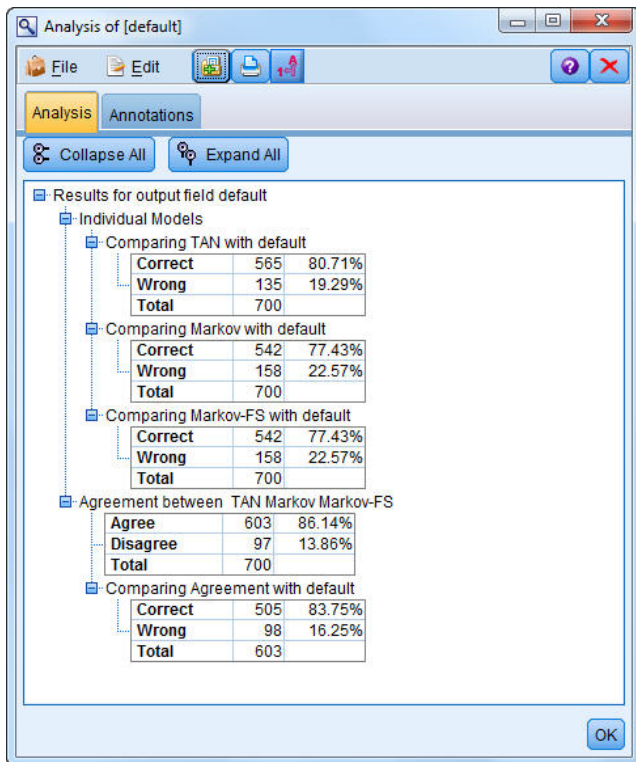 Analysis of [default]
File Edit
Analysis Annotations
Collapse All Expand All
Results for output field default
Individual Models
Comparing TAN with default
Correct 565 80.71%
Wrong 135 19.29%
Total 700
Comparing Markov with default
Correct 542 77.43%
Wrong 158 22.57%
Total 700
Comparing Markov-FS with default
Correct 542 77.43%
Wrong 158 22.57%
Total 700
Agreement between TAN Markov Markov-FS
Agree 603 86.14%
Disagree 97 13.86%
Total 700
Comparing Agreement with default
Correct 505 83.75%
Wrong 98 16.25%
Total 603
OK